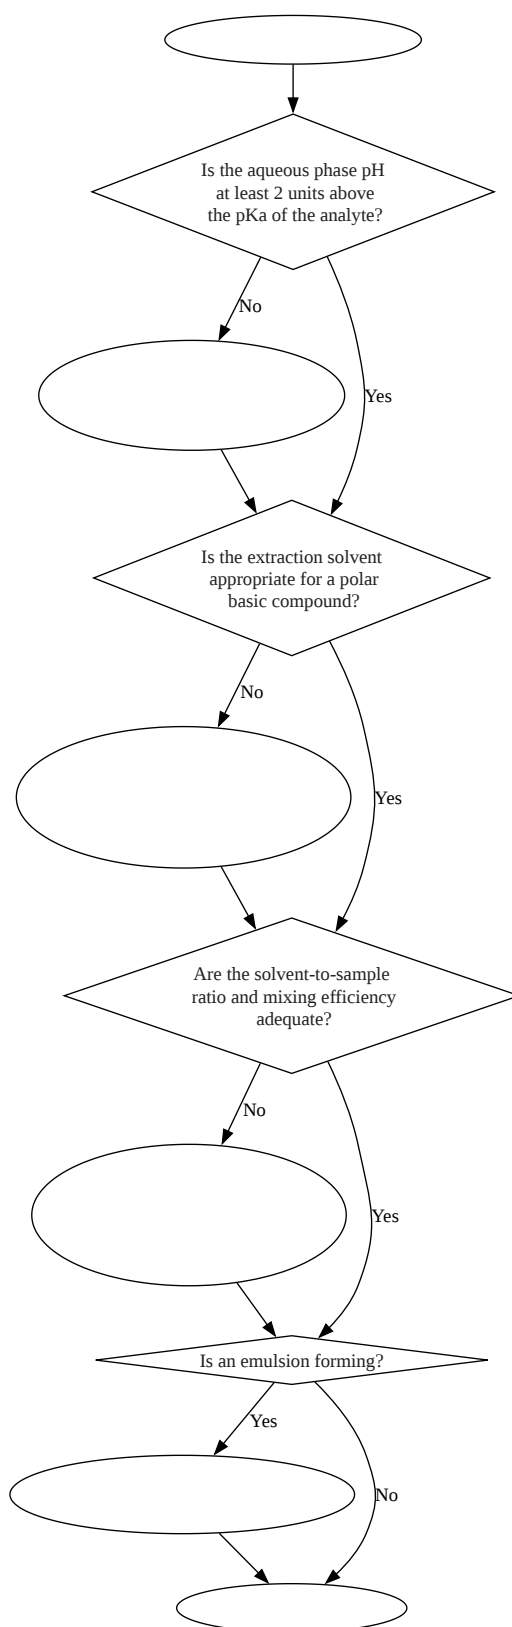 Is the aqueous phase pH
at least 2 units above
the pKa of the analyte?
No
Yes
Is the extraction solvent
appropriate for a polar
basic compound?
No
Yes
Are the solvent-to-sample
ratio and mixing efficiency
adequate?
No
Yes
Is an emulsion forming?
Yes
No